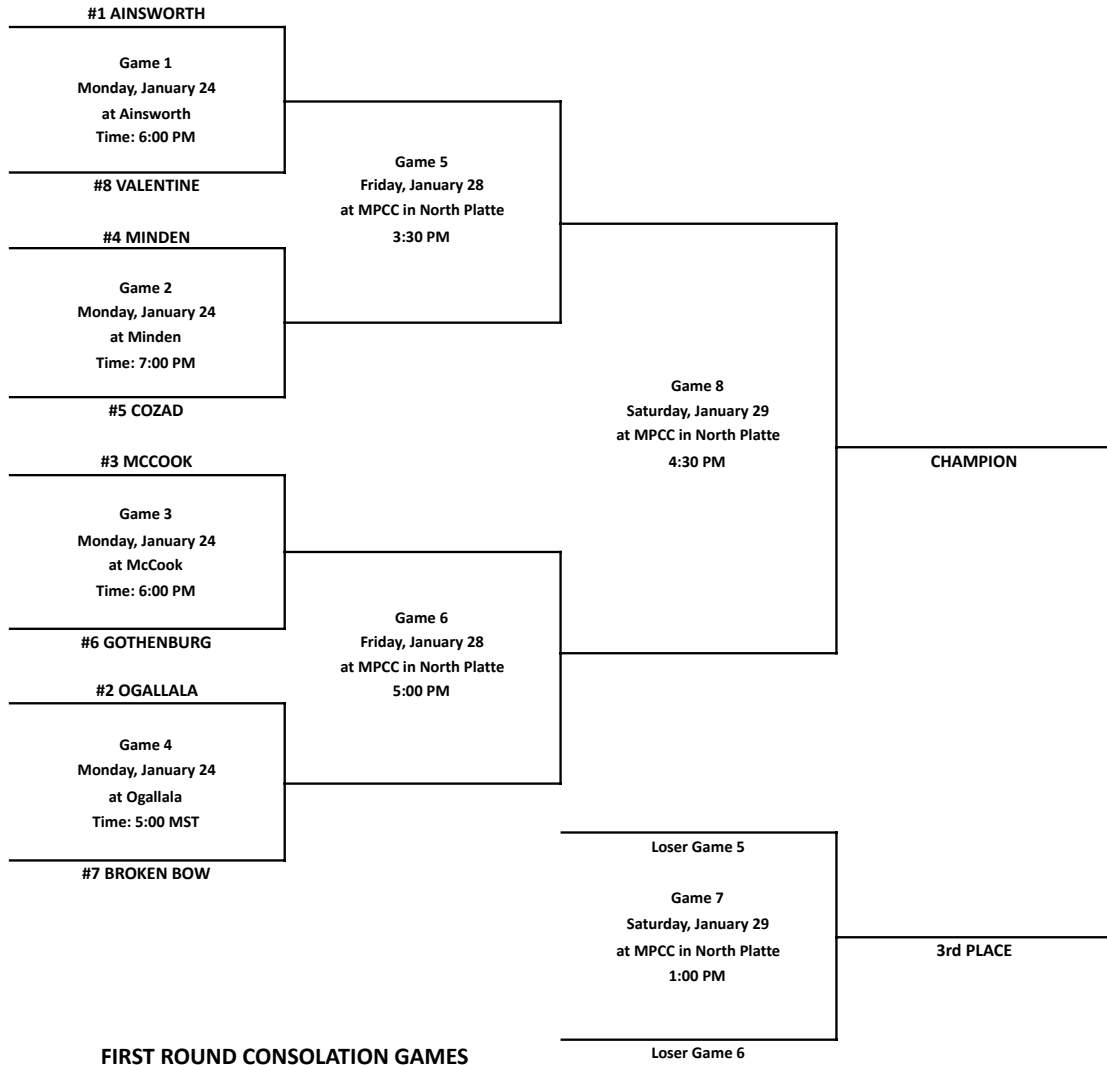 #1 AINSWORTH
Game 1
Monday, January 24
at Ainsworth
Time: 6:00 PM
#8 VALENTINE
Game 5
Friday, January 28
at MPCC in North Platte
3:30 PM
#4 MINDEN
Game 2
Monday, January 24
at Minden
Time: 7:00 PM
#5 COZAD
Game 8
Saturday, January 29
at MPCC in North Platte
4:30 PM
CHAMPION
#3 MCCOOK
Game 3
Monday, January 24
at McCook
Time: 6:00 PM
#6 GOTHENBURG
Game 6
Friday, January 28
at MPCC in North Platte
5:00 PM
#2 OGALLALA
Game 4
Monday, January 24
at Ogallala
Time: 5:00 MST
#7 BROKEN BOW
Loser Game 5
Game 7
Saturday, January 29
at MPCC in North Platte
1:00 PM
3rd PLACE
Loser Game 6
FIRST ROUND CONSOLATION GAMES